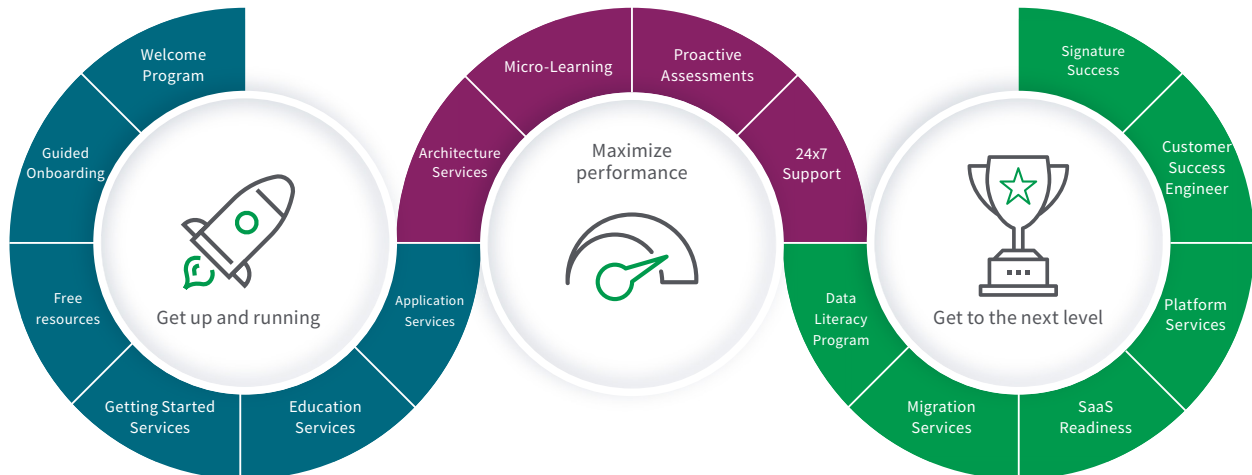 Welcome
Program
Guided
Onboarding
Free
resources
Getting Started
Services
Education
Services
Application
Services
Get up and running
Architecture
Services
Micro-Learning
Proactive
Assessments
24x7
Support
Maximize
performance
Data
Literacy
Program
Migration
Services
SaaS
Readiness
Platform
Services
Customer
Success
Engineer
Signature
Success
Get to the next level